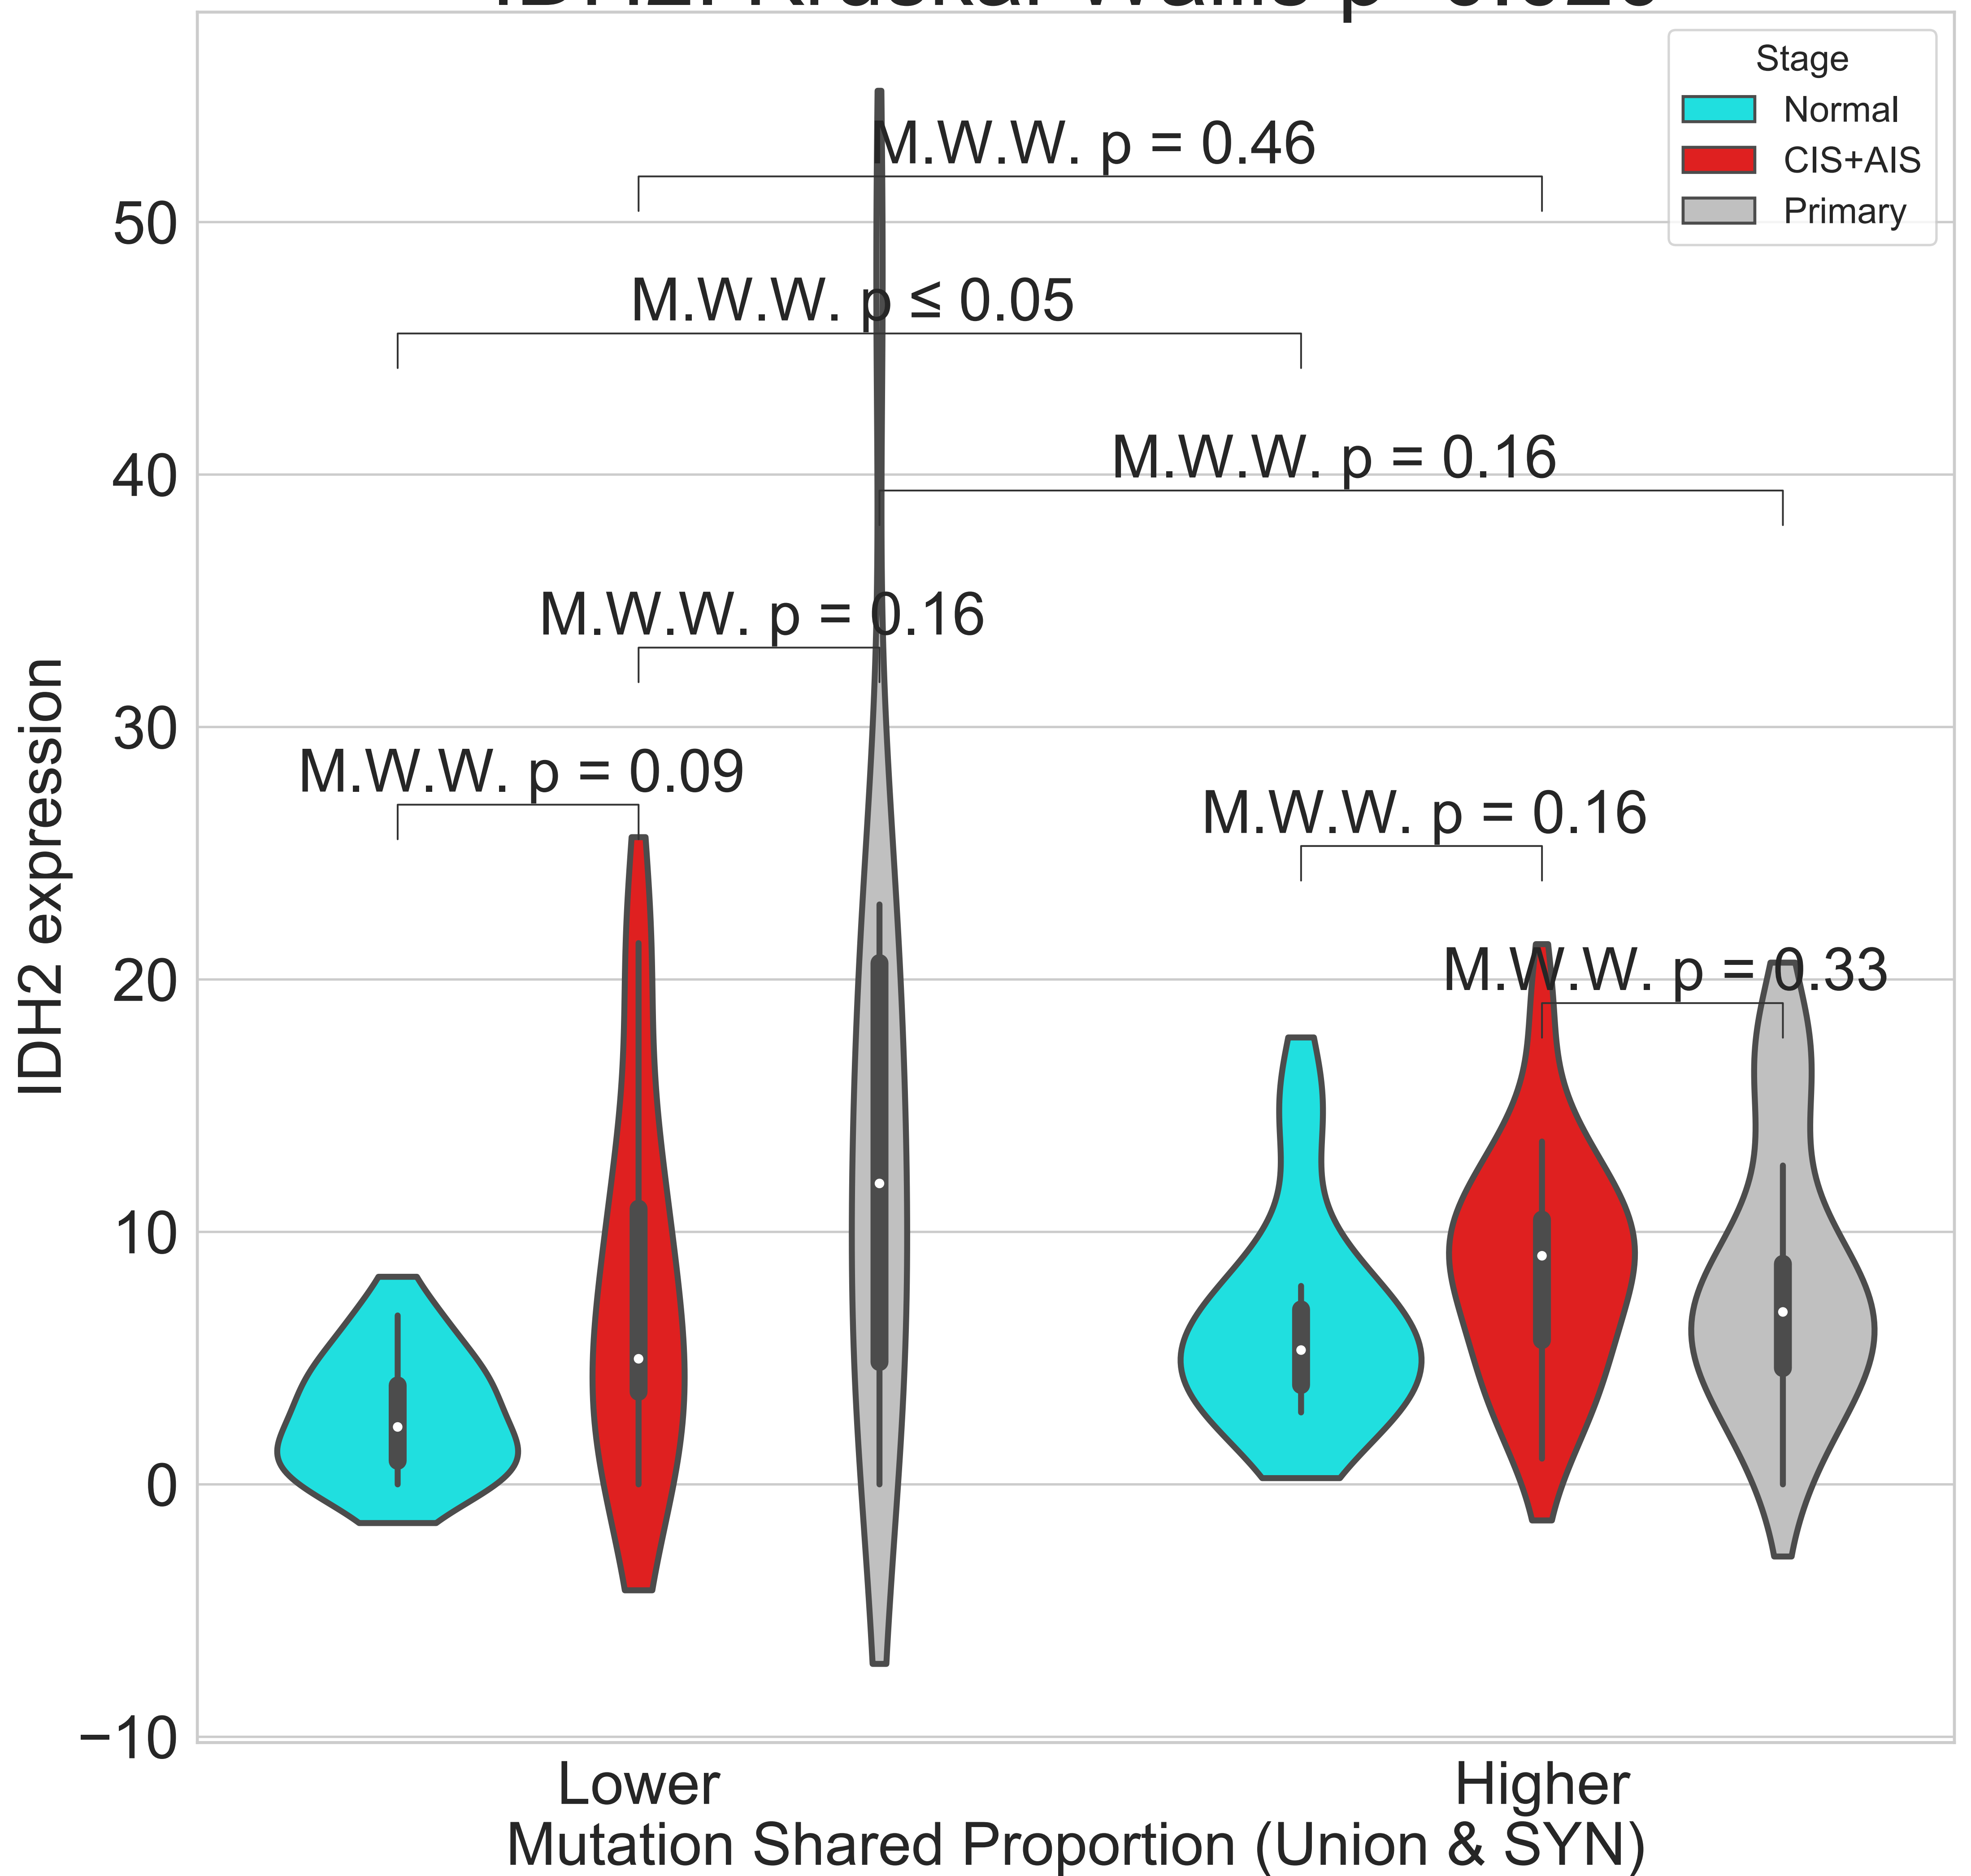 Stage
Normal
CIS+AIS
Primary
M.W.W. p = 0.46
50
M.W.W. p ≤ 0.05
M.W.W. p = 0.16
40
M.W.W. p = 0.16
30
M.W.W. p = 0.09
M.W.W. p = 0.16
M.W.W. p = 0.33
20
10
0
−10
IDH2 expression
Lower
Higher
Mutation Shared Proportion (Union & SYN)